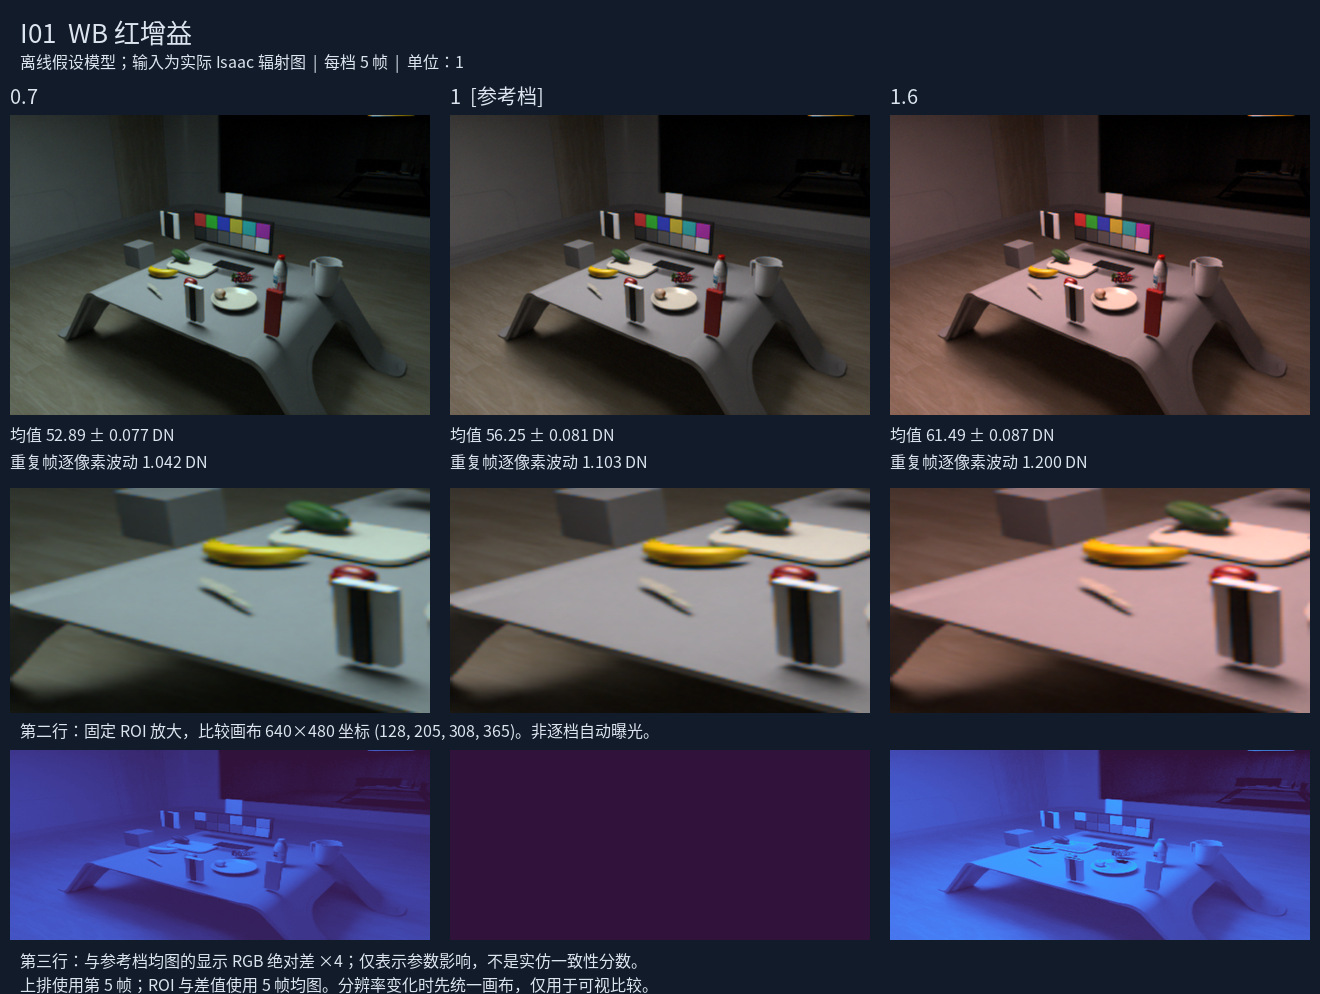 I01 WB 红增益
离线假设模型；输入为实际 Isaac 辐射图 | 每档 5 帧 | 单位：1
0.7
1 [参考档]
1.6
均值 52.89 ± 0.077 DN
均值 56.25 ± 0.081 DN
均值 61.49 ± 0.087 DN
重复帧逐像素波动 1.042 DN
重复帧逐像素波动 1.103 DN
重复帧逐像素波动 1.200 DN
第二行：固定 ROI 放大，比较画布 640×480 坐标 (128, 205, 308, 365)。非逐档自动曝光。
第三行：与参考档均图的显示 RGB 绝对差 ×4；仅表示参数影响，不是实仿一致性分数。
上排使用第 5 帧；ROI 与差值使用 5 帧均图。分辨率变化时先统一画布，仅用于可视比较。